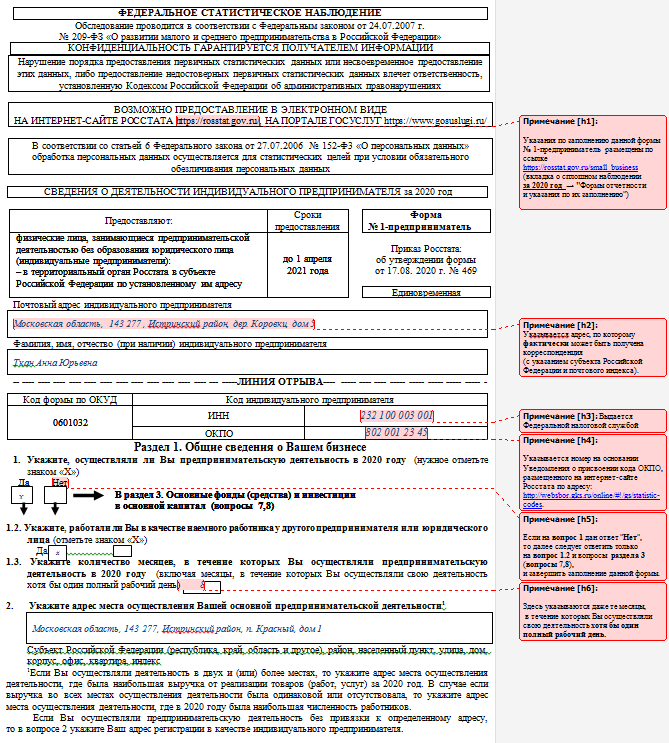 ФЕДЕРАЛЬНОЕ СТАТИСТИЧЕСКОЕ НАБЛЮДЕНИЕ
Обследование проводится в соответствии с Федеральным законом от 24.07.2007 г.
№ 209-ФЗ «О развитии малого и среднего предпринимательства в Российской Федерации»
КОНФИДЕНЦИАЛЬНОСТЬ ГАРАНТИРУЕТСЯ ПОЛУЧАТЕЛЕМ ИНФОРМАЦИИ
Нарушение порядка предоставления первичных статистических данных или несвоевременное предоставление
этих данных, либо предоставление недостоверных первичных статистических данных влечет ответственность,
установленную Кодексом Российской Федерации об административных правонарушениях
ВОЗМОЖНО ПРЕДОСТАВЛЕНИЕ В ЭЛЕКТРОННОМ ВИДЕ
НА ИНТЕРНЕТ-САЙТЕ РОССТАТА https://rosstat.gov.ru/, НА ПОРТАЛЕ ГОСУСЛУГ https://www.gosuslugi.ru/
В соответствии со статьей 6 Федерального закона от 27.07.2006 № 152-ФЗ «О персональных данных»
обработка персональных данных осуществляется для статистических целей при условии обязательного
обезличивания персональных данных
СВЕДЕНИЯ О ДЕЯТЕЛЬНОСТИ ИНДИВИДУАЛЬНОГО ПРЕДПРИНИМАТЕЛЯ за 2020 год
Предоставляют:
Сроки
предоставления
физические лица, занимающиеся предпринимательской
деятельностью без образования юридического лица
(индивидуальные предприниматели):
– в территориальный орган Росстата в субъекте
Российской Федерации по установленному им адресу
до 1 апреля
2021 года
Форма
№ 1-предприниматель
Приказ Росстата:
об утверждении формы
от 17.08. 2020 г. № 469
Единовременная
Почтовый адрес индивидуального предпринимателя
Московская область, 143 277, Истринский район, дер. Коровки, дом 3
Фамилия, имя, отчество (при наличии) индивидуального предпринимателя
Ткач Анна Юрьевна
ЛИНИЯ ОТРЫВА
Код формы по ОКУД
Код индивидуального предпринимателя
0601032
ИНН
232 100 003 001
ОКПО
802 001 23 45
Раздел 1. Общие сведения о Вашем бизнесе
1. Укажите, осуществляли ли Вы предпринимательскую деятельность в 2020 году (нужное отметьте
знаком «Х»)
Да Нет
х х
В раздел 3. Основные фонды (средства) и инвестиции
в основной капитал (вопросы 7,8)
1.2. Укажите, работали ли Вы в качестве наемного работника у другого предпринимателя или юридического
лица (отметьте знаком «Х»)
Да х
1.3. Укажите количество месяцев, в течение которых Вы осуществляли предпринимательскую
деятельность в 2020 году (включая месяцы, в течение которых Вы осуществляли свою деятельность
хотя бы один полный рабочий день)
2. Укажите адрес места осуществления Вашей основной предпринимательской деятельности¹.
Московская область, 143 277, Истринский район, п. Красный, дом 1
Субъект Российской Федерации (республика, край, область и другое), район, населенный пункт, улица, дом,
корпус, офис, квартира, индекс
¹Если Вы осуществляли деятельность в двух и (или) более местах, то укажите адрес места осуществления
деятельности, где была наибольшая выручка от реализации товаров (работ, услуг) за 2020 год. В случае если
выручка во всех местах осуществления деятельности была одинаковой или отсутствовала, то укажите адрес
места осуществления деятельности, где в 2020 году была наибольшая численность работников.
Если Вы осуществляли предпринимательскую деятельность без привязки к определенному адресу,
то в вопросе 2 укажите Ваш адрес регистрации в качестве индивидуального предпринимателя.
Примечание [h1]:
Указания по заполнению данной формы
№ 1-предприниматель размещены по
ссылке
https://rosstat.gov.ru/small_business
(вкладка о сплошном наблюдении
за 2020 год → "Формы отчетности
и указания по их заполнению")
Примечание [h2]:
Указывается адрес, по которому
фактически может быть получена
корреспонденция
(с указанием субъекта Российской
Федерации и почтового индекса).
Примечание [h3]: Выдается
Федеральной налоговой службой
Примечание [h4]:
Указывается номер на основании
Уведомления о присвоении кода ОКПО,
размещенного на интернет-сайте
Росстата по адресу:
http://websbor.gks.ru/online/#!/gs/statistic-
codes.
Примечание [h5]:
Если на вопрос 1 дан ответ "Нет",
то далее следует ответить только
на вопрос 1.2 и вопросы раздела 3
(вопросы 7,8),
и завершить заполнение данной формы.
Примечание [h6]:
Здесь указываются даже те месяцы,
в течение которых Вы осуществляли
свою деятельность хотя бы один
полный рабочий день.